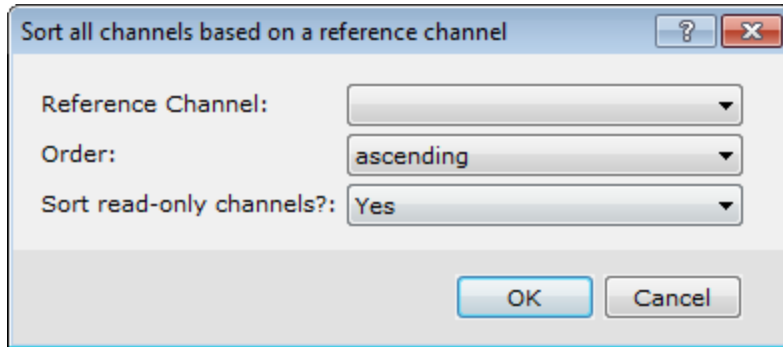 Sort all channels based on a reference channel
Reference Channel:
Order: ascending
Sort read-only channels?: Yes
OK Cancel